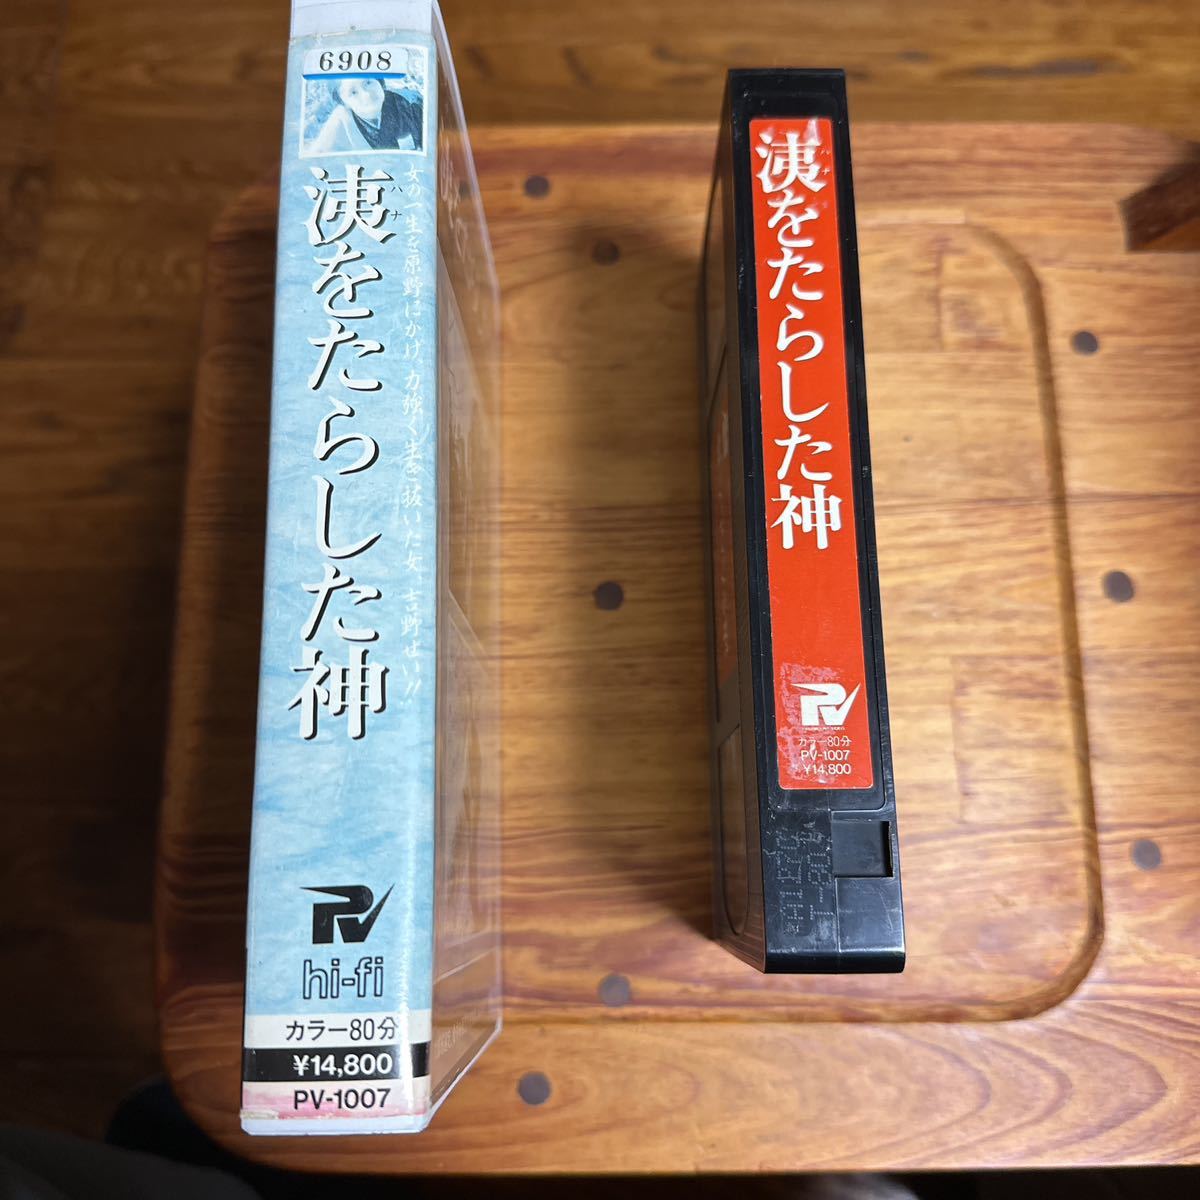 6908
洟をたらした神
ハナ
女の一生を原野にかけ、力強く生き抜いた女、吉野せい!!
PV
hi-fi
カラー80分
¥14,800
PV-1007
洟をたらした神
ハナ
PV
カラー80分
PV-1007
¥14,800